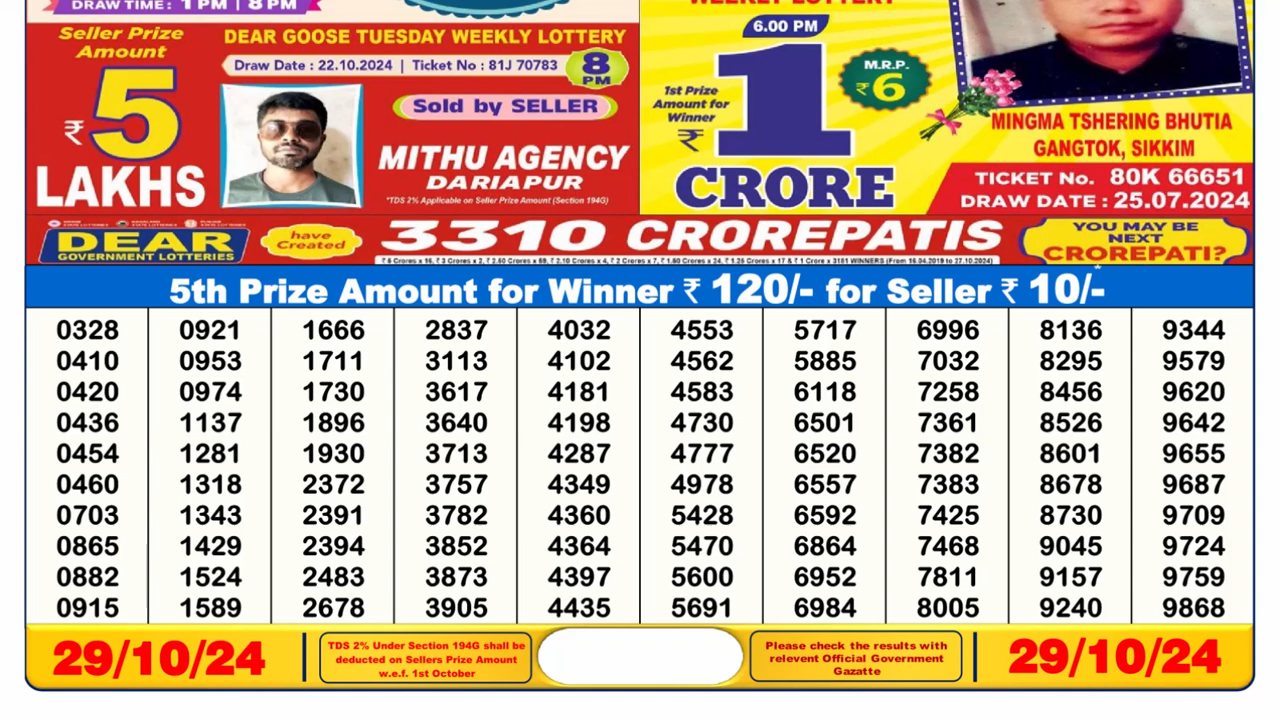 DRAW TIME : 1 PM | 8 PM
Seller Prize
Amount
₹ 5
LAKHS
DEAR GOOSE TUESDAY WEEKLY LOTTERY
Draw Date : 22.10.2024 | Ticket No : 81J 70783
8
PM
Sold by SELLER
MITHU AGENCY
DARIAPUR
*TDS 2% Applicable on Seller Prize Amount (Section 194G)
WEEKLY LOTTERY
6.00 PM
1st Prize
Amount for
Winner
₹
1
CRORE
M.R.P.
₹ 6
MINGMA TSHERING BHUTIA
GANGTOK, SIKKIM
TICKET No. 80K 66651
DRAW DATE : 25.07.2024
DEAR
GOVERNMENT LOTTERIES
have
Created
3310 CROREPATIS
YOU MAY BE
NEXT
CROREPATI?
5th Prize Amount for Winner ₹ 120/- for Seller ₹ 10/-*
0328 0921 1666 2837 4032 4553 5717 6996 8136 9344
0410 0953 1711 3113 4102 4562 5885 7032 8295 9579
0420 0974 1730 3617 4181 4583 6118 7258 8456 9620
0436 1137 1896 3640 4198 4730 6501 7361 8526 9642
0454 1281 1930 3713 4287 4777 6520 7382 8601 9655
0460 1318 2372 3757 4349 4978 6557 7383 8678 9687
0703 1343 2391 3782 4360 5428 6592 7425 8730 9709
0865 1429 2394 3852 4364 5470 6864 7468 9045 9724
0882 1524 2483 3873 4397 5600 6952 7811 9157 9759
0915 1589 2678 3905 4435 5691 6984 8005 9240 9868
29/10/24
TDS 2% Under Section 194G shall be
deducted on Sellers Prize Amount
w.e.f. 1st October
Please check the results with
relevent Official Government
Gazatte
29/10/24